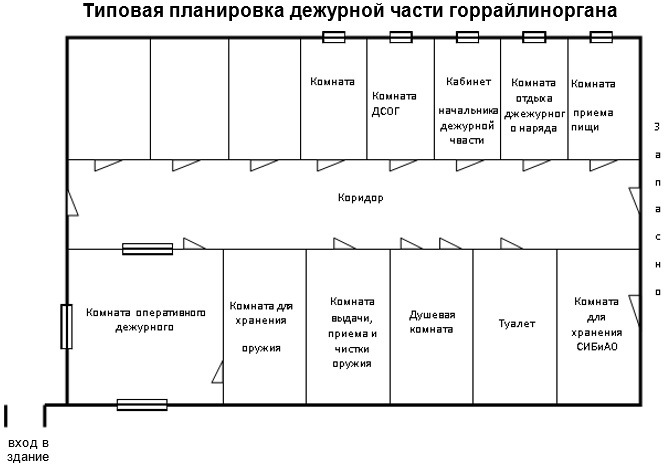 Типовая планировка дежурной части горрайлиноргана
Комната
Комната
ДСОГ
Кабинет
начальника
дежурной
чвасти
Комната
отдыха
джежурног
о наряда
Комната
приема
пищи
З
а
п
а
с
н
о
Коридор
Комната оперативного
дежурного
Комната для
хранения
оружия
Комната
выдачи,
приема и
чистки
оружия
Душевая
комната
Туалет
Комната
для
хранения
СИБиАО
вход в
здание